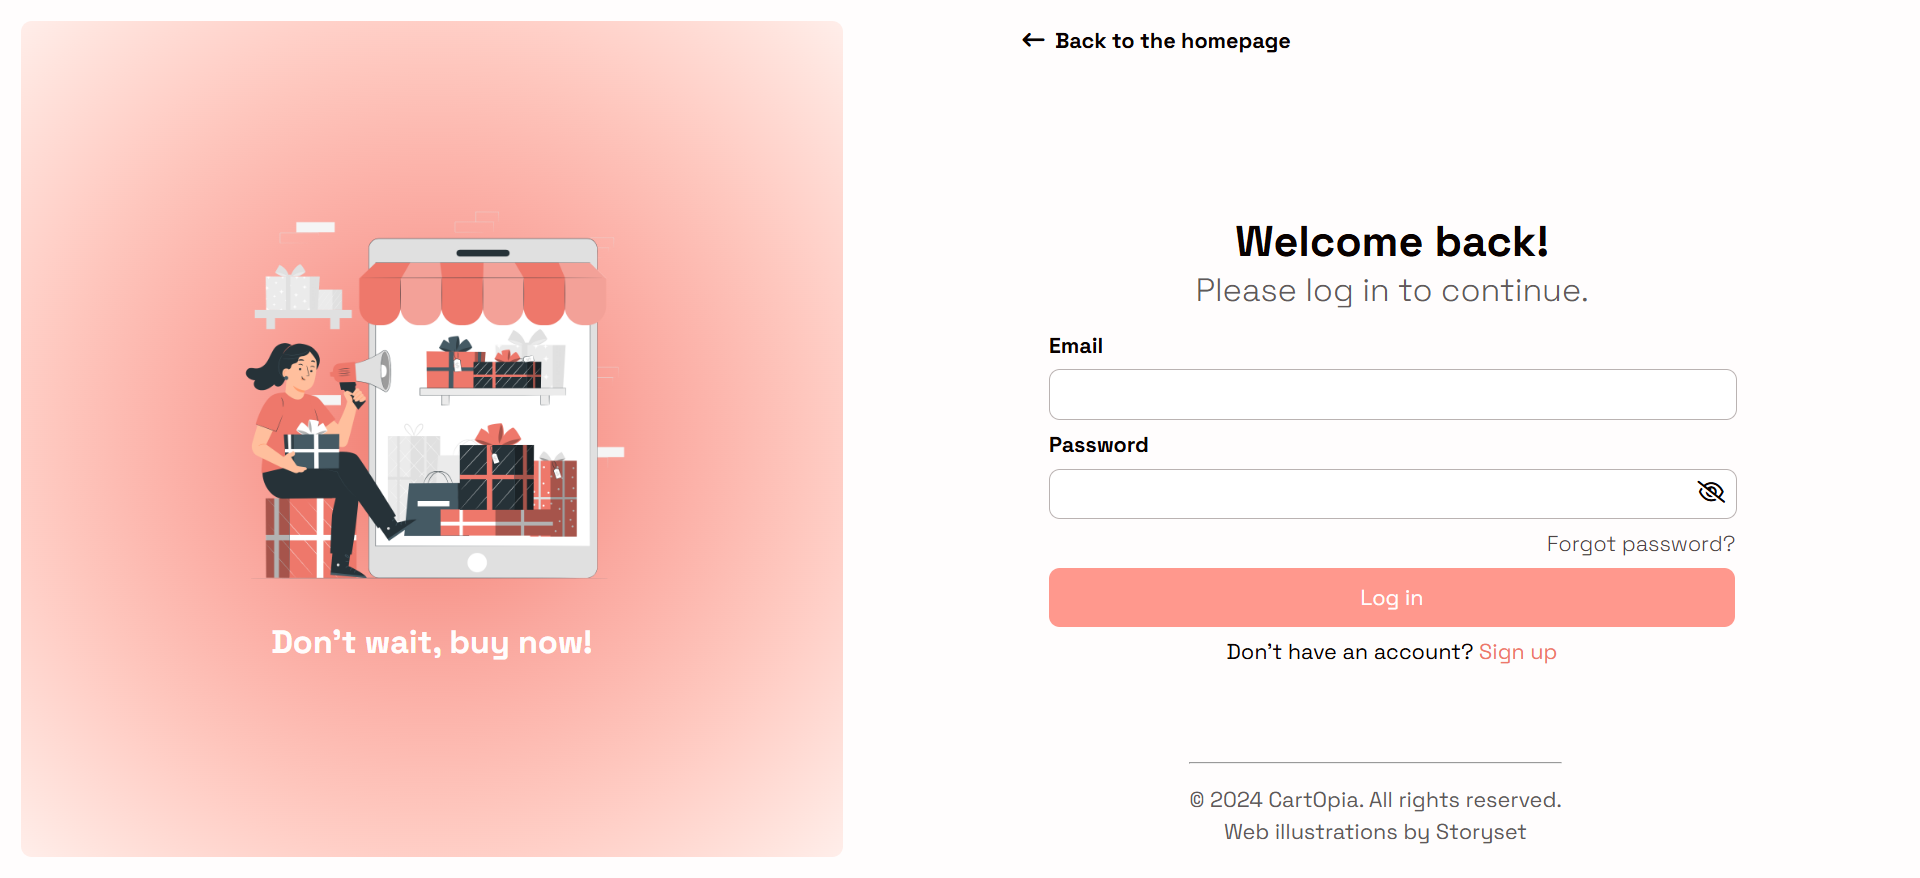 Don't wait, buy now!
Back to the homepage
Welcome back!
Please log in to continue.
Email
Password
Forgot password?
Log in
Don't have an account? Sign up
© 2024 CartOpia. All rights reserved.
Web illustrations by Storyset